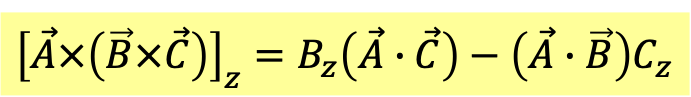 [A⃗×(B⃗×C⃗)]_z = B_z(A⃗ · C⃗) − (A⃗ · B⃗)C_z